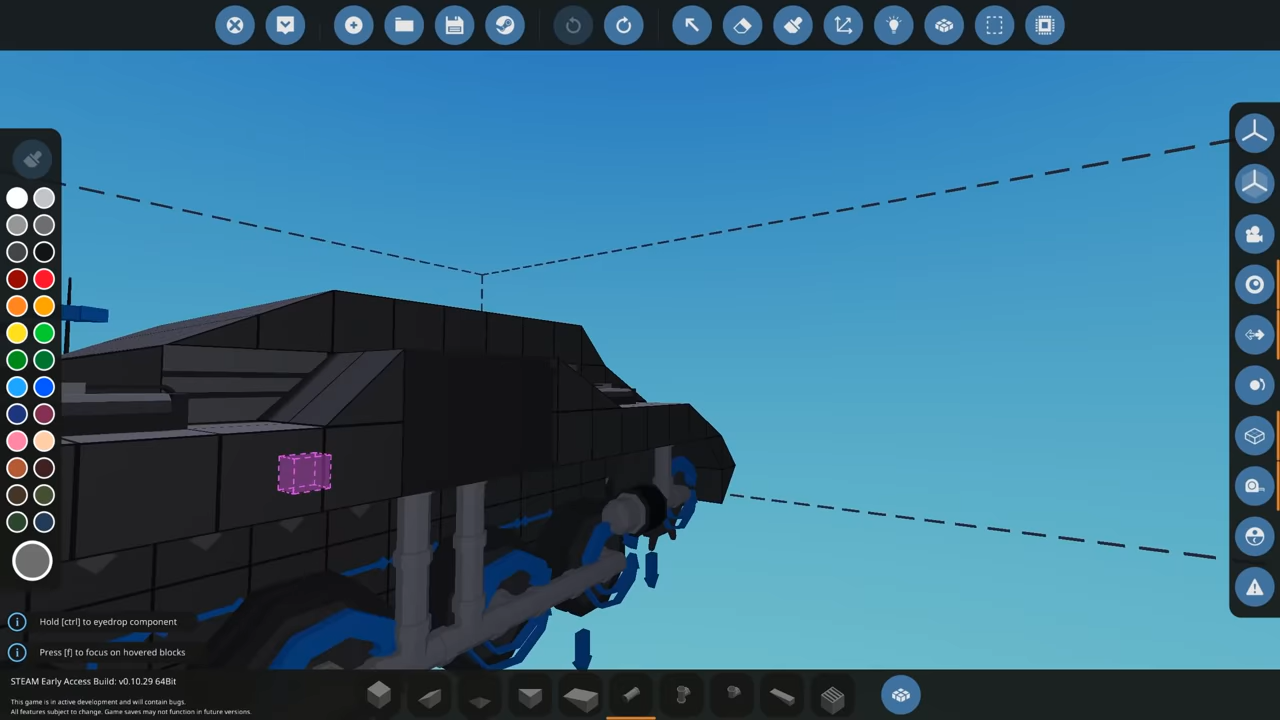 Hold [ctrl] to eyedrop component
Press [f] to focus on hovered blocks
STEAM Early Access Build: v0.10.29 64Bit
This game is in active development and will contain bugs.
All features subject to change. Game saves may not function in future versions.